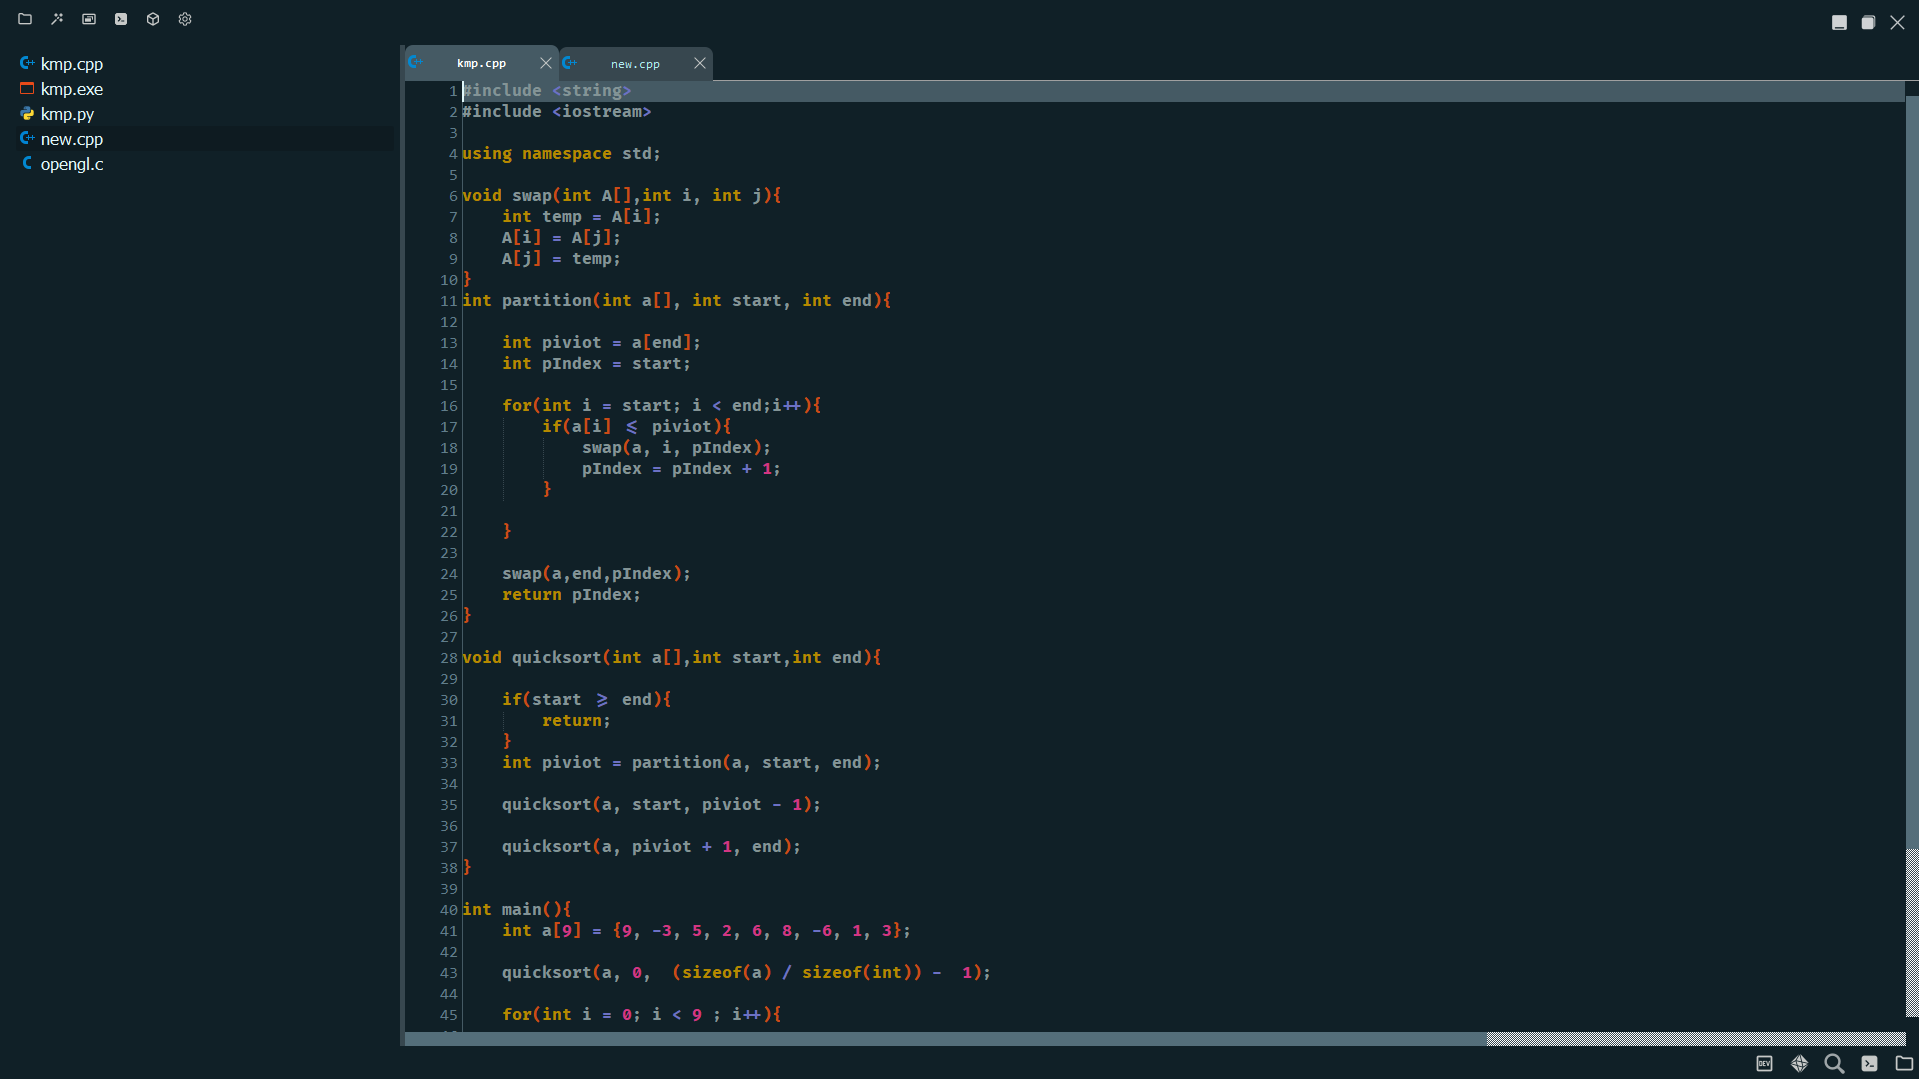 kmp.cpp
kmp.exe
kmp.py
new.cpp
opengl.c
kmp.cpp
new.cpp
1 #include <string>
2 #include <iostream>
3
4 using namespace std;
5
6 void swap(int A[],int i, int j){
7     int temp = A[i];
8     A[i] = A[j];
9     A[j] = temp;
10 }
11 int partition(int a[], int start, int end){
12
13     int piviot = a[end];
14     int pIndex = start;
15
16     for(int i = start; i < end;i++){
17         if(a[i] <= piviot){
18             swap(a, i, pIndex);
19             pIndex = pIndex + 1;
20         }
21
22     }
23
24     swap(a,end,pIndex);
25     return pIndex;
26 }
27
28 void quicksort(int a[],int start,int end){
29
30     if(start >= end){
31         return;
32     }
33     int piviot = partition(a, start, end);
34
35     quicksort(a, start, piviot - 1);
36
37     quicksort(a, piviot + 1, end);
38 }
39
40 int main(){
41     int a[9] = {9, -3, 5, 2, 6, 8, -6, 1, 3};
42
43     quicksort(a, 0,  (sizeof(a) / sizeof(int)) -  1);
44
45     for(int i = 0; i < 9 ; i++){
DEV